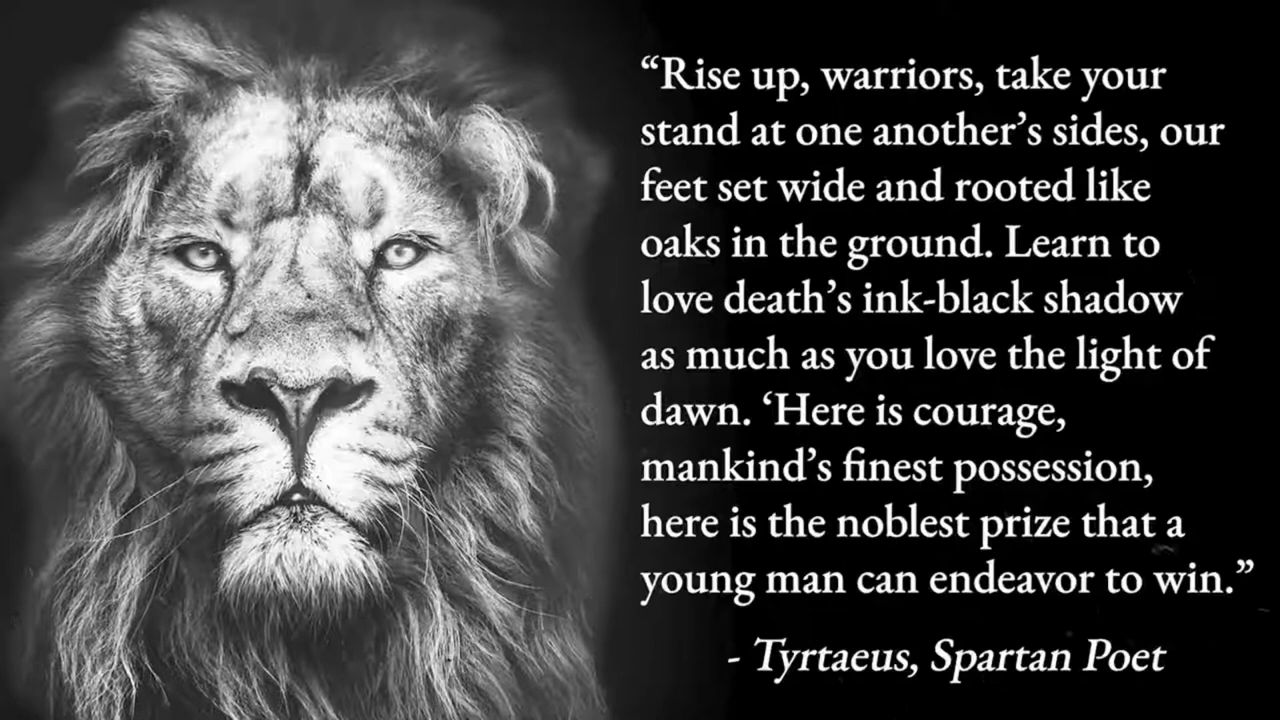 “Rise up, warriors, take your
stand at one another’s sides, our
feet set wide and rooted like
oaks in the ground. Learn to
love death’s ink-black shadow
as much as you love the light of
dawn. ‘Here is courage,
mankind’s finest possession,
here is the noblest prize that a
young man can endeavor to win.”
- Tyrtaeus, Spartan Poet